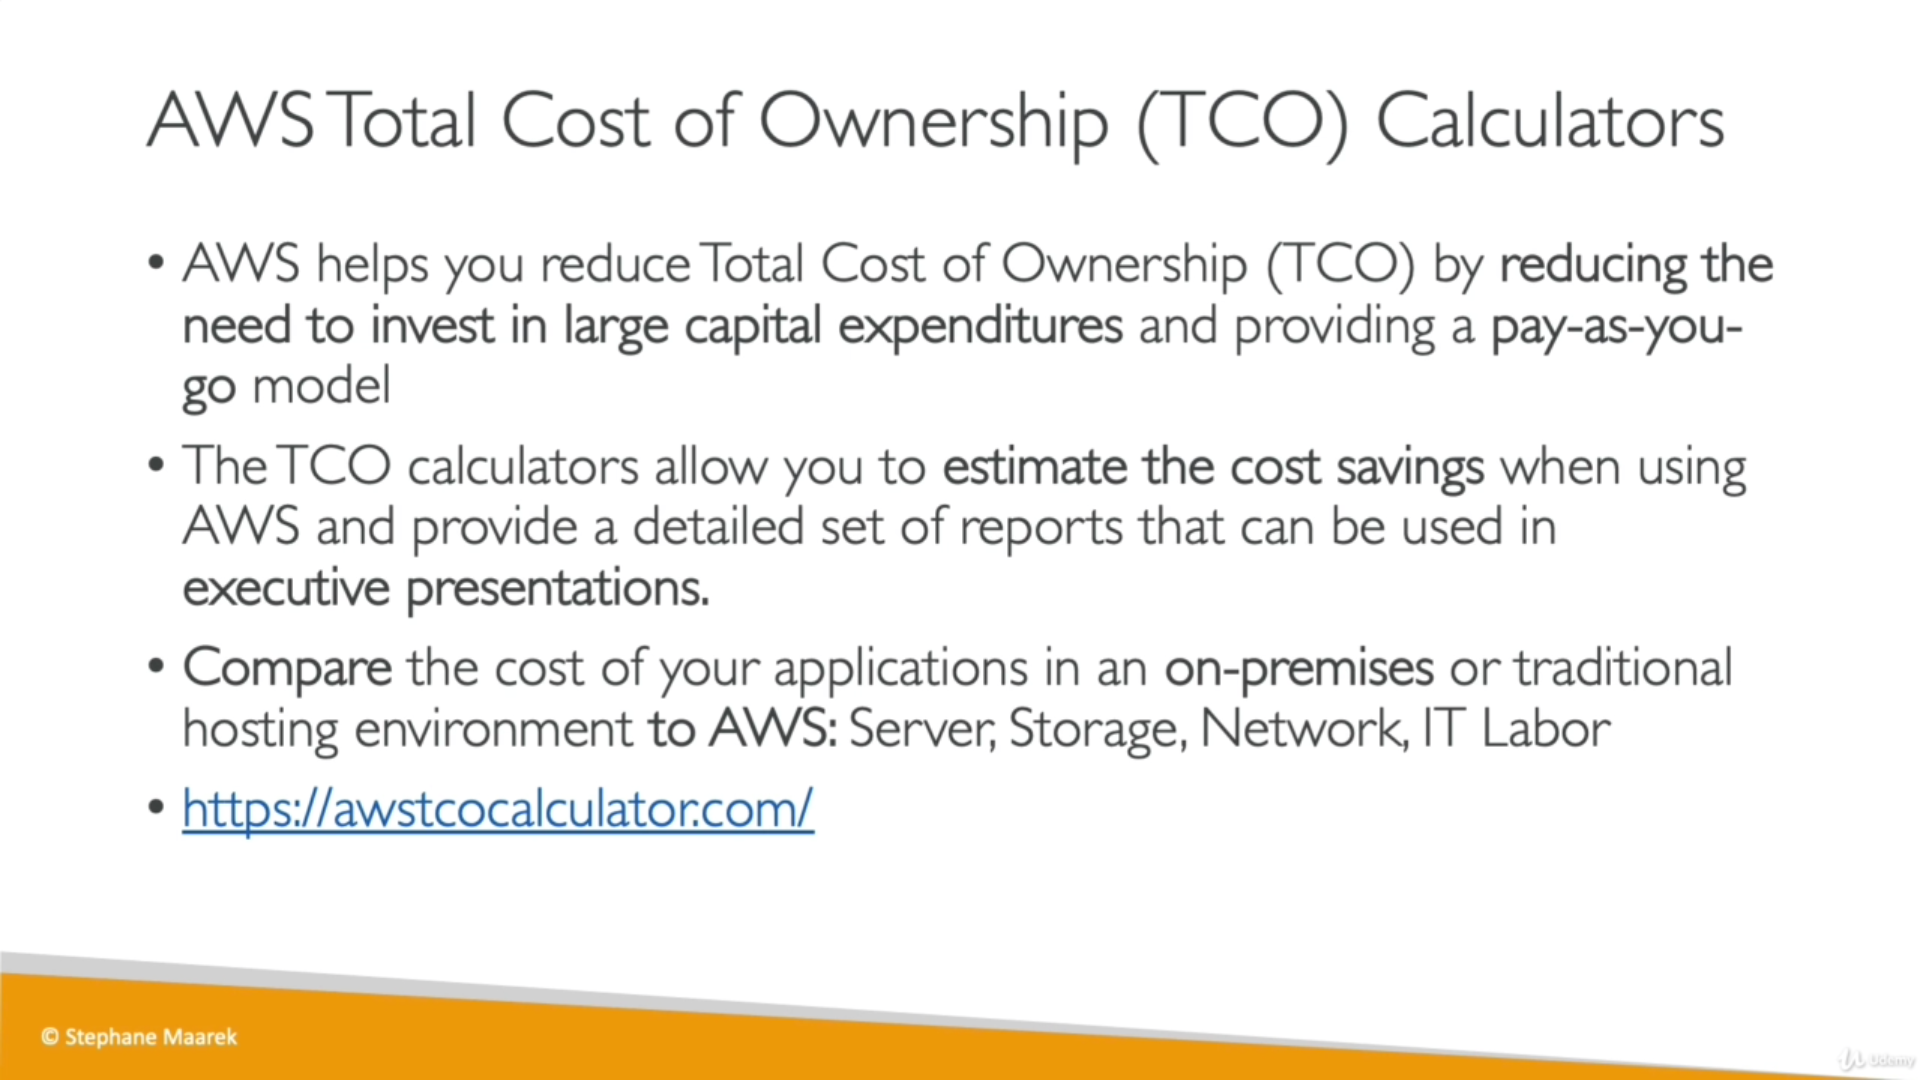 AWS Total Cost of Ownership (TCO) Calculators
• AWS helps you reduce Total Cost of Ownership (TCO) by reducing the
need to invest in large capital expenditures and providing a pay-as-you-
go model
• The TCO calculators allow you to estimate the cost savings when using
AWS and provide a detailed set of reports that can be used in
executive presentations.
• Compare the cost of your applications in an on-premises or traditional
hosting environment to AWS: Server, Storage, Network, IT Labor
• https://awstcocalculator.com/
© Stephane Maarek
Udemy